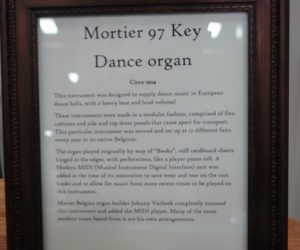 Mortier 97 Key
Dance organ
Circa 1924
This instrument was designed to supply dance music in European
dance halls, with a heavy beat and loud volume!
These instruments were made in a modular fashion, comprised of five
cabinets and side and top dress panels that come apart for transport.
This particular instrument was moved and set up at 17 different fairs
every year in its native Belgium.
The organ played originally by way of "Books", stiff cardboard sheets
hinged at the edges, with perforations, like a player piano roll. A
Modern MIDI (Musical Instrument Digital Interface) unit was
added at the time of its restoration to save wear and tear on the rare
books and to allow for music from more recent times to be played on
this instrument.
Master Belgian organ builder Johnny Verbeek completely restored
this instrument and added the MIDI player. Many of the more
modern tunes heard from it are his own arrangements.